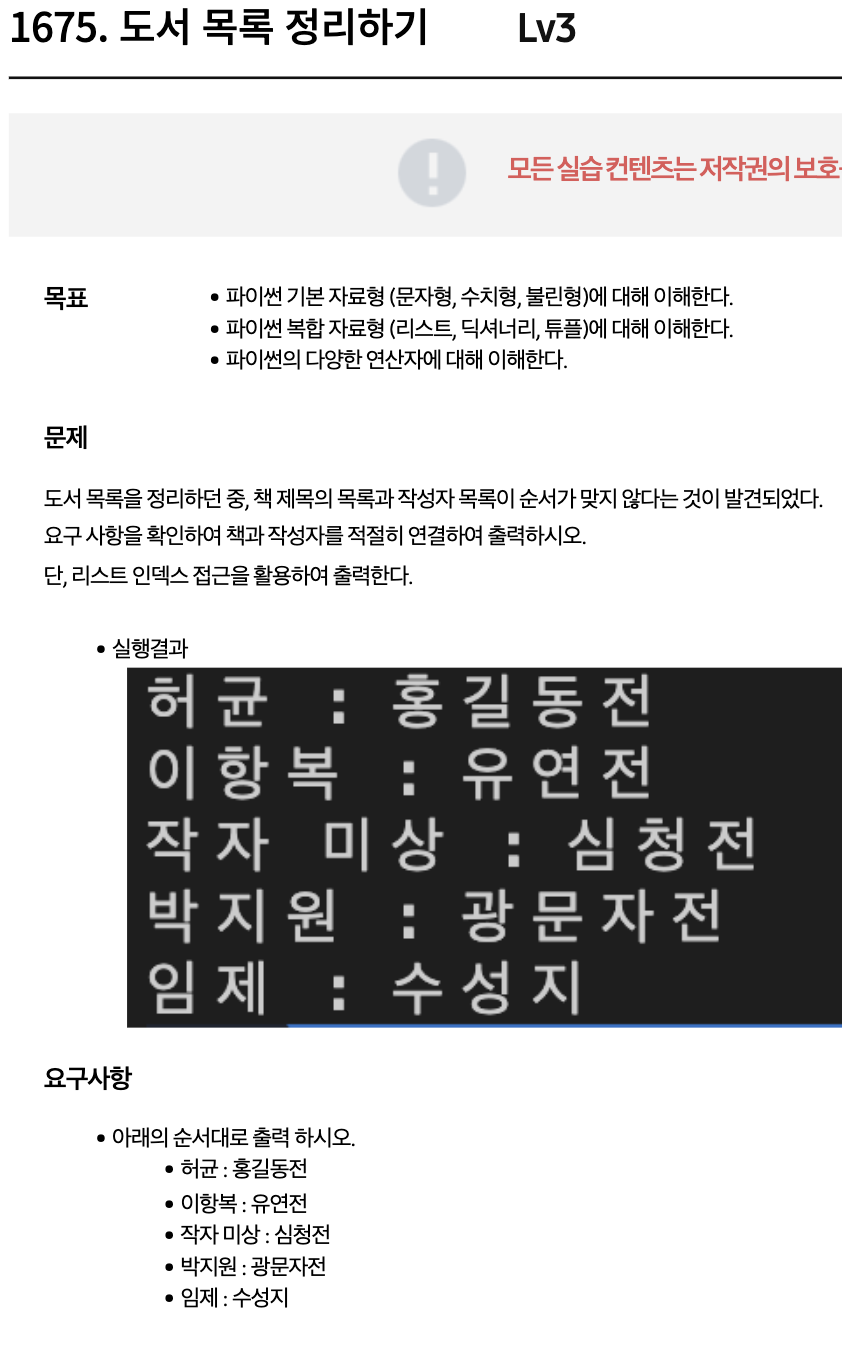 1675. 도서 목록 정리하기 Lv3
모든 실습 컨텐츠는 저작권의 보호
목표
• 파이썬 기본 자료형 (문자형, 수치형, 불린형)에 대해 이해한다.
• 파이썬 복합 자료형 (리스트, 딕셔너리, 튜플)에 대해 이해한다.
• 파이썬의 다양한 연산자에 대해 이해한다.
문제
도서 목록을 정리하던 중, 책 제목의 목록과 작성자 목록이 순서가 맞지 않다는 것이 발견되었다.
요구 사항을 확인하여 책과 작성자를 적절히 연결하여 출력하시오.
단, 리스트 인덱스 접근을 활용하여 출력한다.
• 실행결과
허균 : 홍길동전
이항복 : 유연전
작자 미상 : 심청전
박지원 : 광문자전
임제 : 수성지
요구사항
• 아래의 순서대로 출력 하시오.
• 허균 : 홍길동전
• 이항복 : 유연전
• 작자 미상 : 심청전
• 박지원 : 광문자전
• 임제 : 수성지